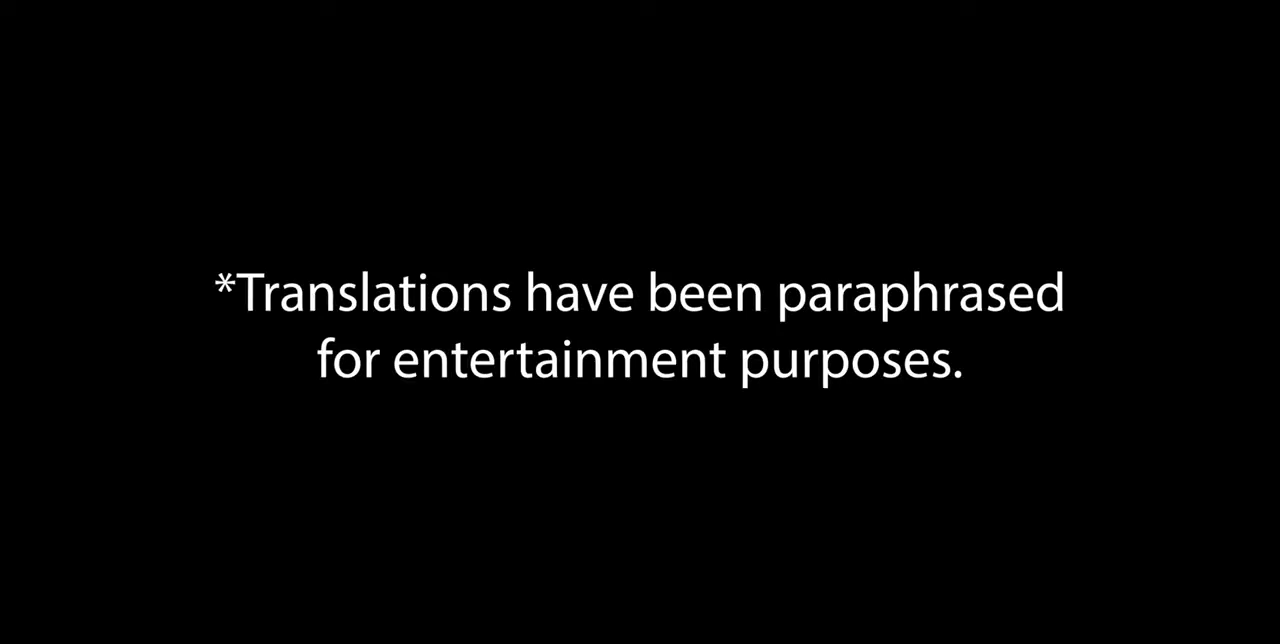 *Translations have been paraphrased
for entertainment purposes.